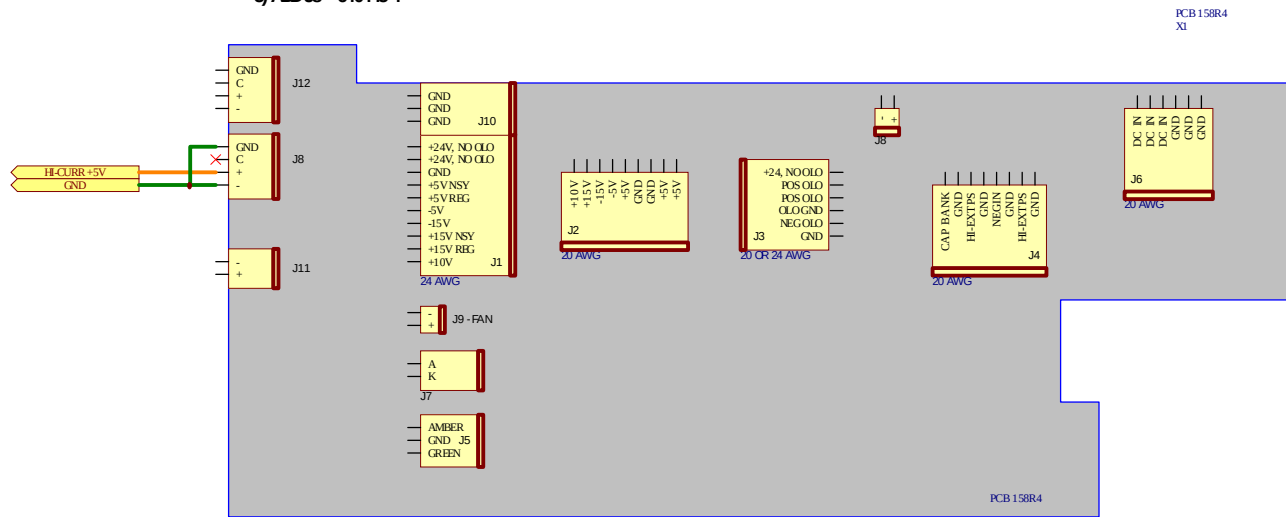 PCB 158R4
X1
GND
C
+
-
J12
GND
C
+
-
J8
HI-CURR +5V
GND
-
+
J11
GND
GND
GND
J10
+24V, NO OLO
+24V, NO OLO
GND
+5V NSY
+5V REG
-5V
-15V
+15V NSY
+15V REG
+10V
J1
24 AWG
-
+
J9 - FAN
A
K
J7
AMBER
GND
GREEN
J5
+10V
+15V
-15V
-5V
+5V
GND
GND
+5V
+5V
J2
20 AWG
+24, NO OLO
POS OLO
POS OLO
OLO GND
NEG OLO
GND
J3
20 OR 24 AWG
-
+
J8
CAP BANK
GND
HI-EXTPS
GND
NEGIN
GND
HI-EXTPS
GND
J4
20 AWG
DC IN
DC IN
DC IN
GND
GND
GND
J6
20 AWG
PCB 158R4